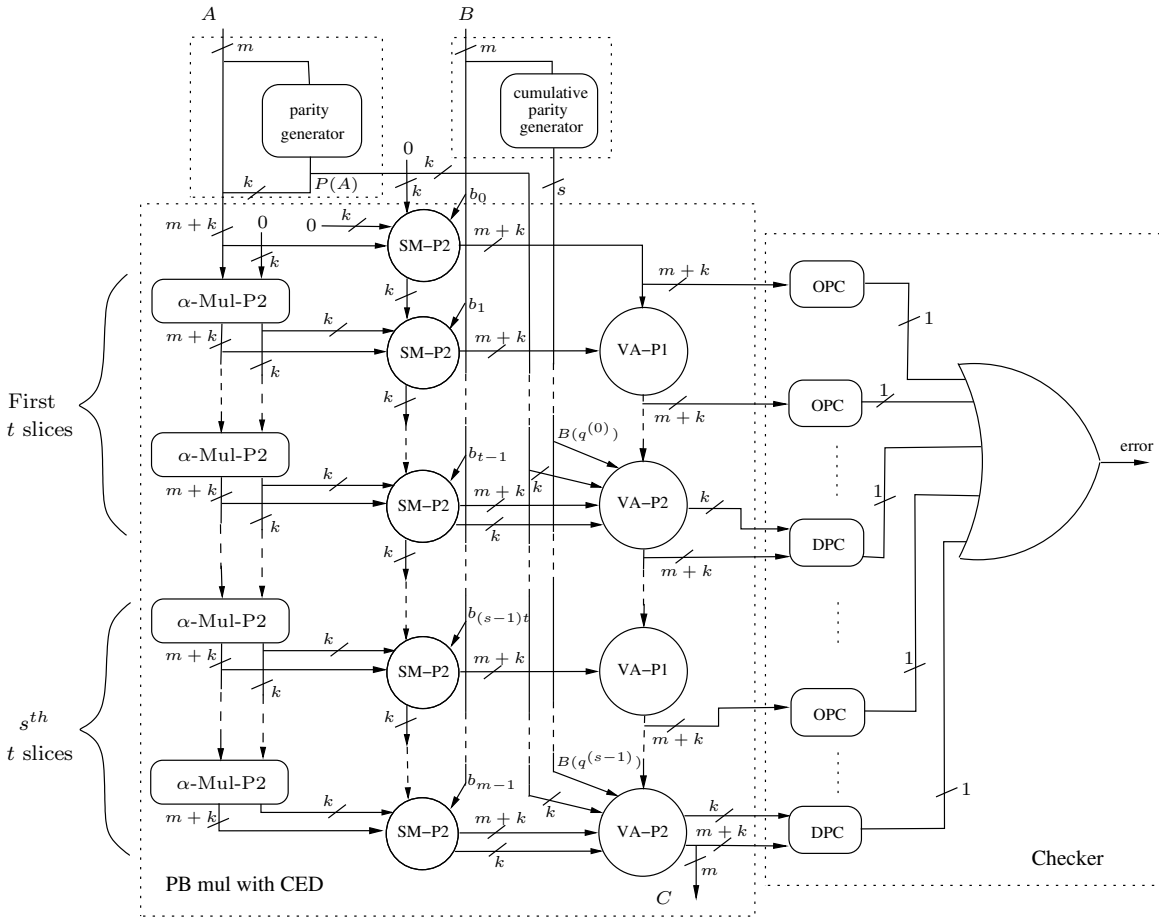 A
B
m
m
parity
generator
cumulative
parity
generator
0
k
k
k
P(A)
s
m + k
0
0
k
k
b_0
SM–P2
m + k
k
m + k
OPC
1
α-Mul-P2
k
b_1
m + k
k
k
SM–P2
m + k
VA–P1
First
t slices
k
m + k
OPC
1
error
B(q^(0))
α-Mul-P2
b_{t−1}
m + k
k
k
SM–P2
m + k
k
k
VA–P2
k
1
DPC
k
m + k
α-Mul-P2
b_{(s−1)t}
m + k
k
k
SM–P2
m + k
VA–P1
1
s^{th}
t slices
k
m + k
OPC
B(q^{(s−1)})
α-Mul-P2
b_{m−1}
m + k
k
SM–P2
m + k
k
k
VA–P2
k
m + k
DPC
1
m
C
PB mul with CED
Checker